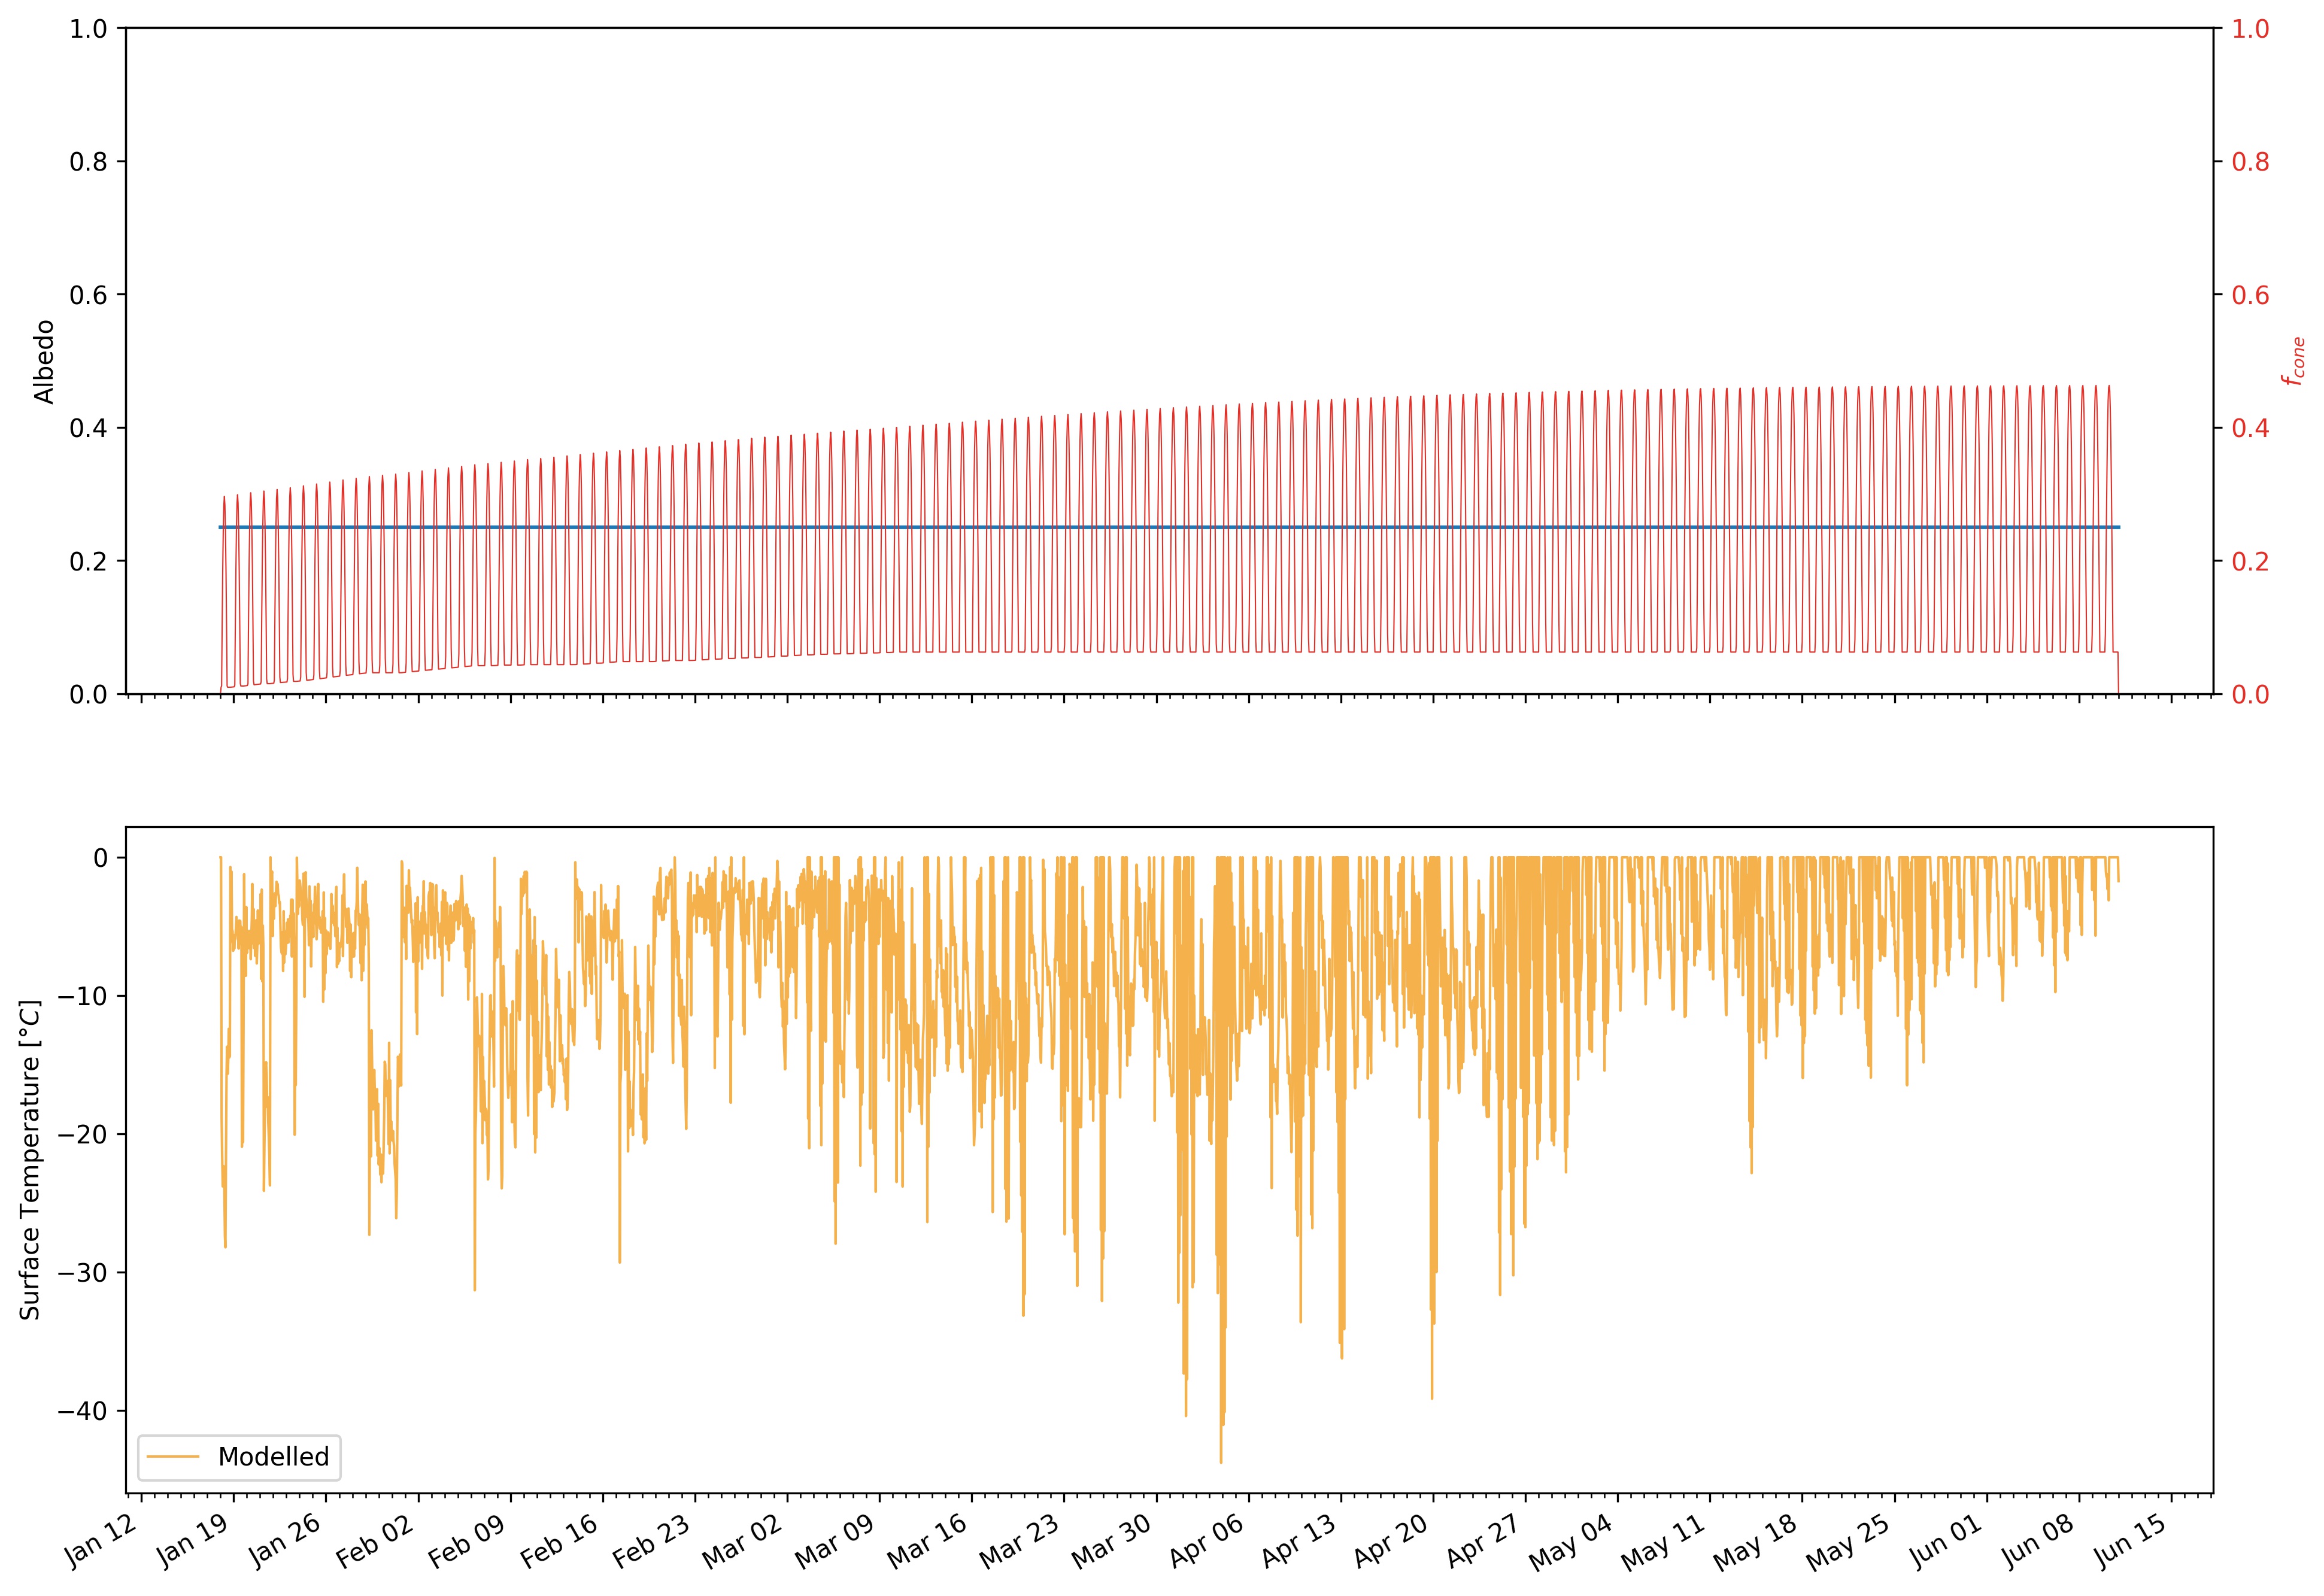 1.0
0.8
0.6
0.4
0.2
0.0
Albedo
1.0
0.8
0.6
0.4
0.2
0.0
fcone
0
−10
−20
−30
−40
Surface Temperature [°C]
Modelled
Jan 12
Jan 19
Jan 26
Feb 02
Feb 09
Feb 16
Feb 23
Mar 02
Mar 09
Mar 16
Mar 23
Mar 30
Apr 06
Apr 13
Apr 20
Apr 27
May 04
May 11
May 18
May 25
Jun 01
Jun 08
Jun 15